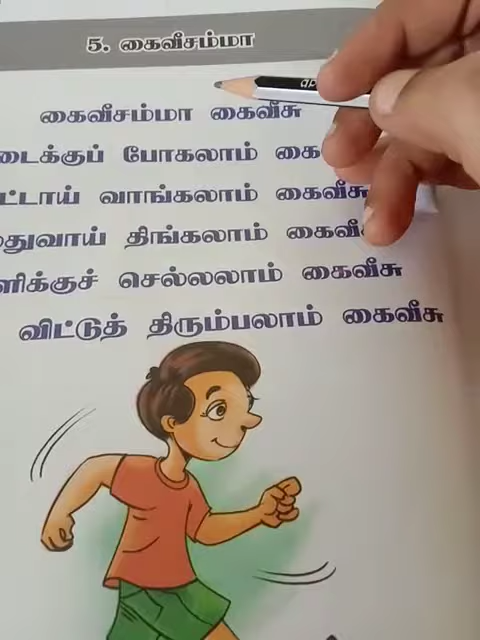 5. கைவீசம்மா
கைவீசம்மா கைவீசு
போகலாம்
வாங்கலாம் கைவீசு
திங்கலாம்
செல்லலாம் கைவீசு
விட்டுத் திரும்பலாம் கைவீசு